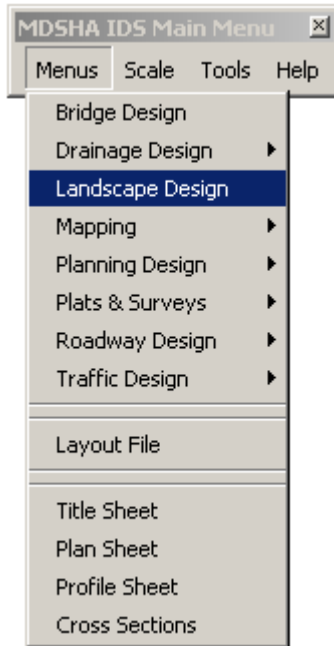 MDSHA IDS Main Menu
Menus Scale Tools Help
Bridge Design
Drainage Design
Landscape Design
Mapping
Planning Design
Plats & Surveys
Roadway Design
Traffic Design
Layout File
Title Sheet
Plan Sheet
Profile Sheet
Cross Sections